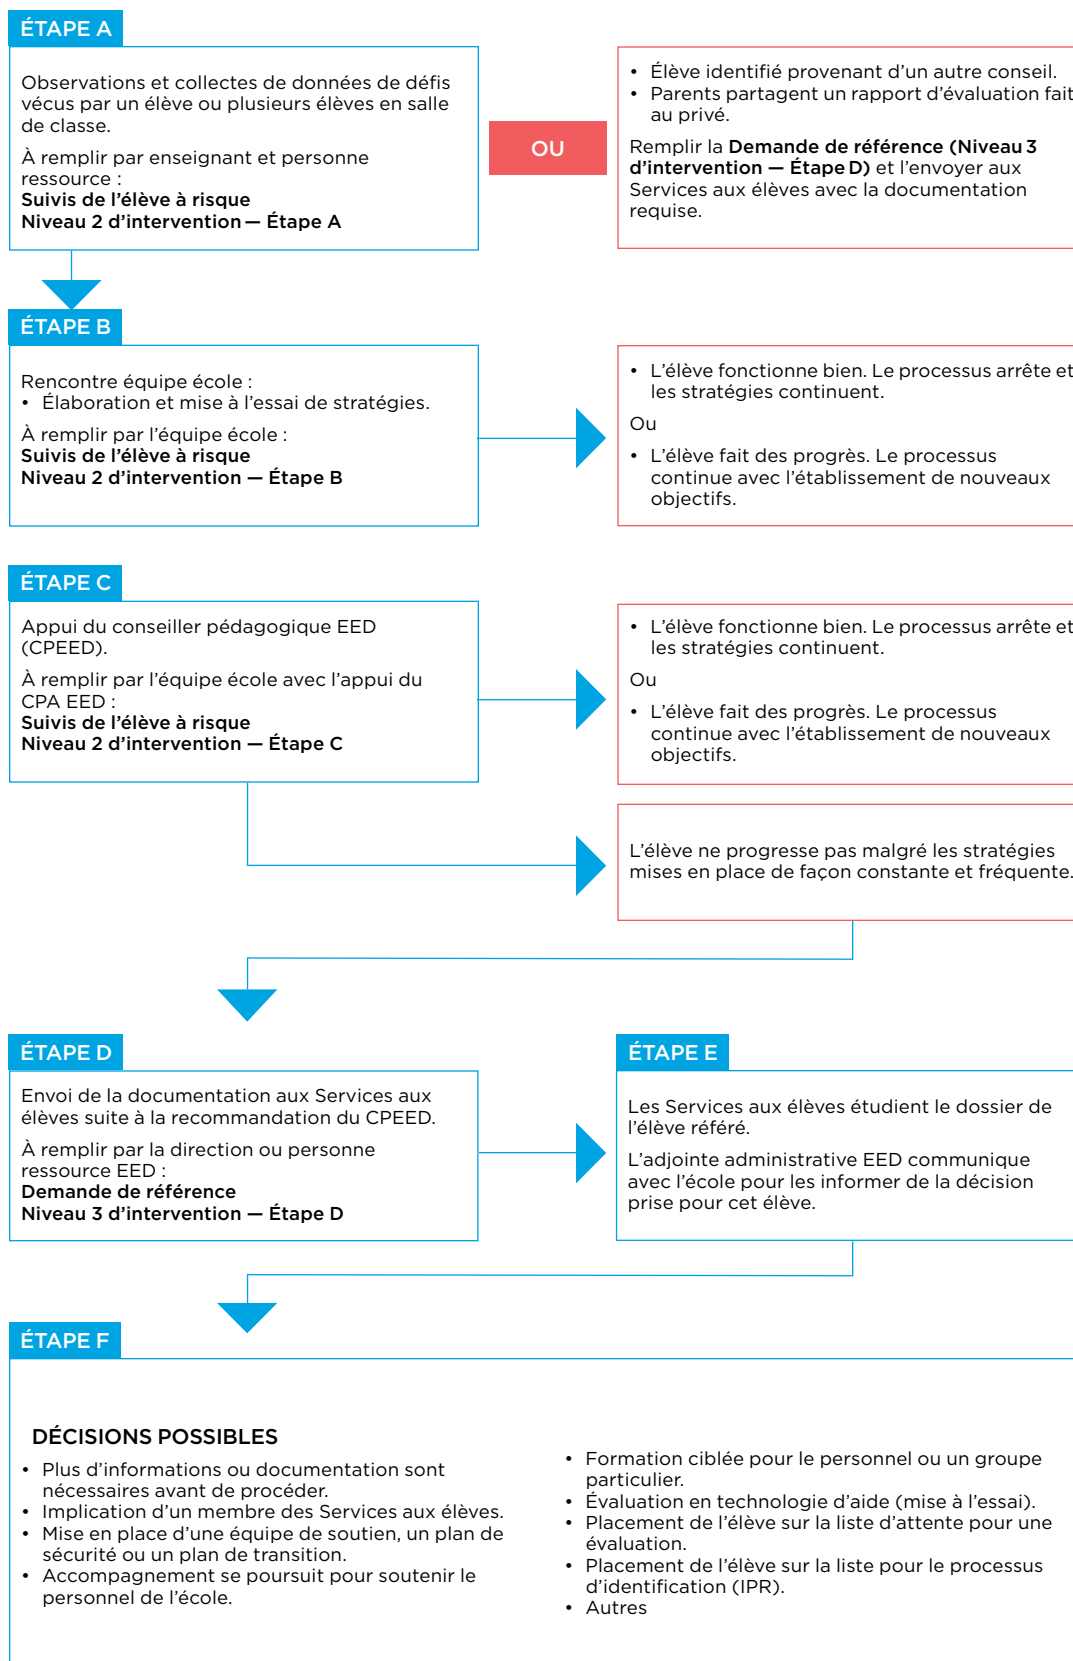 ÉTAPE A
Observations et collectes de données de défis
vécus par un élève ou plusieurs élèves en salle
de classe.
À remplir par enseignant et personne
ressource :
Suivis de l'élève à risque
Niveau 2 d'intervention — Étape A
OU
• Élève identifié provenant d'un autre conseil.
• Parents partagent un rapport d'évaluation fait
au privé.
Remplir la Demande de référence (Niveau 3
d'intervention — Étape D) et l'envoyer aux
Services aux élèves avec la documentation
requise.
ÉTAPE B
Rencontre équipe école :
• Élaboration et mise à l'essai de stratégies.
À remplir par l'équipe école :
Suivis de l'élève à risque
Niveau 2 d'intervention — Étape B
• L'élève fonctionne bien. Le processus arrête et
les stratégies continuent.
Ou
• L'élève fait des progrès. Le processus
continue avec l'établissement de nouveaux
objectifs.
ÉTAPE C
Appui du conseiller pédagogique EED
(CPEED).
À remplir par l'équipe école avec l'appui du
CPA EED :
Suivis de l'élève à risque
Niveau 2 d'intervention — Étape C
• L'élève fonctionne bien. Le processus arrête et
les stratégies continuent.
Ou
• L'élève fait des progrès. Le processus
continue avec l'établissement de nouveaux
objectifs.
L'élève ne progresse pas malgré les stratégies
mises en place de façon constante et fréquente.
ÉTAPE D
Envoi de la documentation aux Services aux
élèves suite à la recommandation du CPEED.
À remplir par la direction ou personne
ressource EED :
Demande de référence
Niveau 3 d'intervention — Étape D
ÉTAPE E
Les Services aux élèves étudient le dossier de
l'élève référé.
L'adjointe administrative EED communique
avec l'école pour les informer de la décision
prise pour cet élève.
ÉTAPE F
DÉCISIONS POSSIBLES
• Plus d'informations ou documentation sont
nécessaires avant de procéder.
• Implication d'un membre des Services aux élèves.
• Mise en place d'une équipe de soutien, un plan de
sécurité ou un plan de transition.
• Accompagnement se poursuit pour soutenir le
personnel de l'école.
• Formation ciblée pour le personnel ou un groupe
particulier.
• Évaluation en technologie d'aide (mise à l'essai).
• Placement de l'élève sur la liste d'attente pour une
évaluation.
• Placement de l'élève sur la liste pour le processus
d'identification (IPR).
• Autres